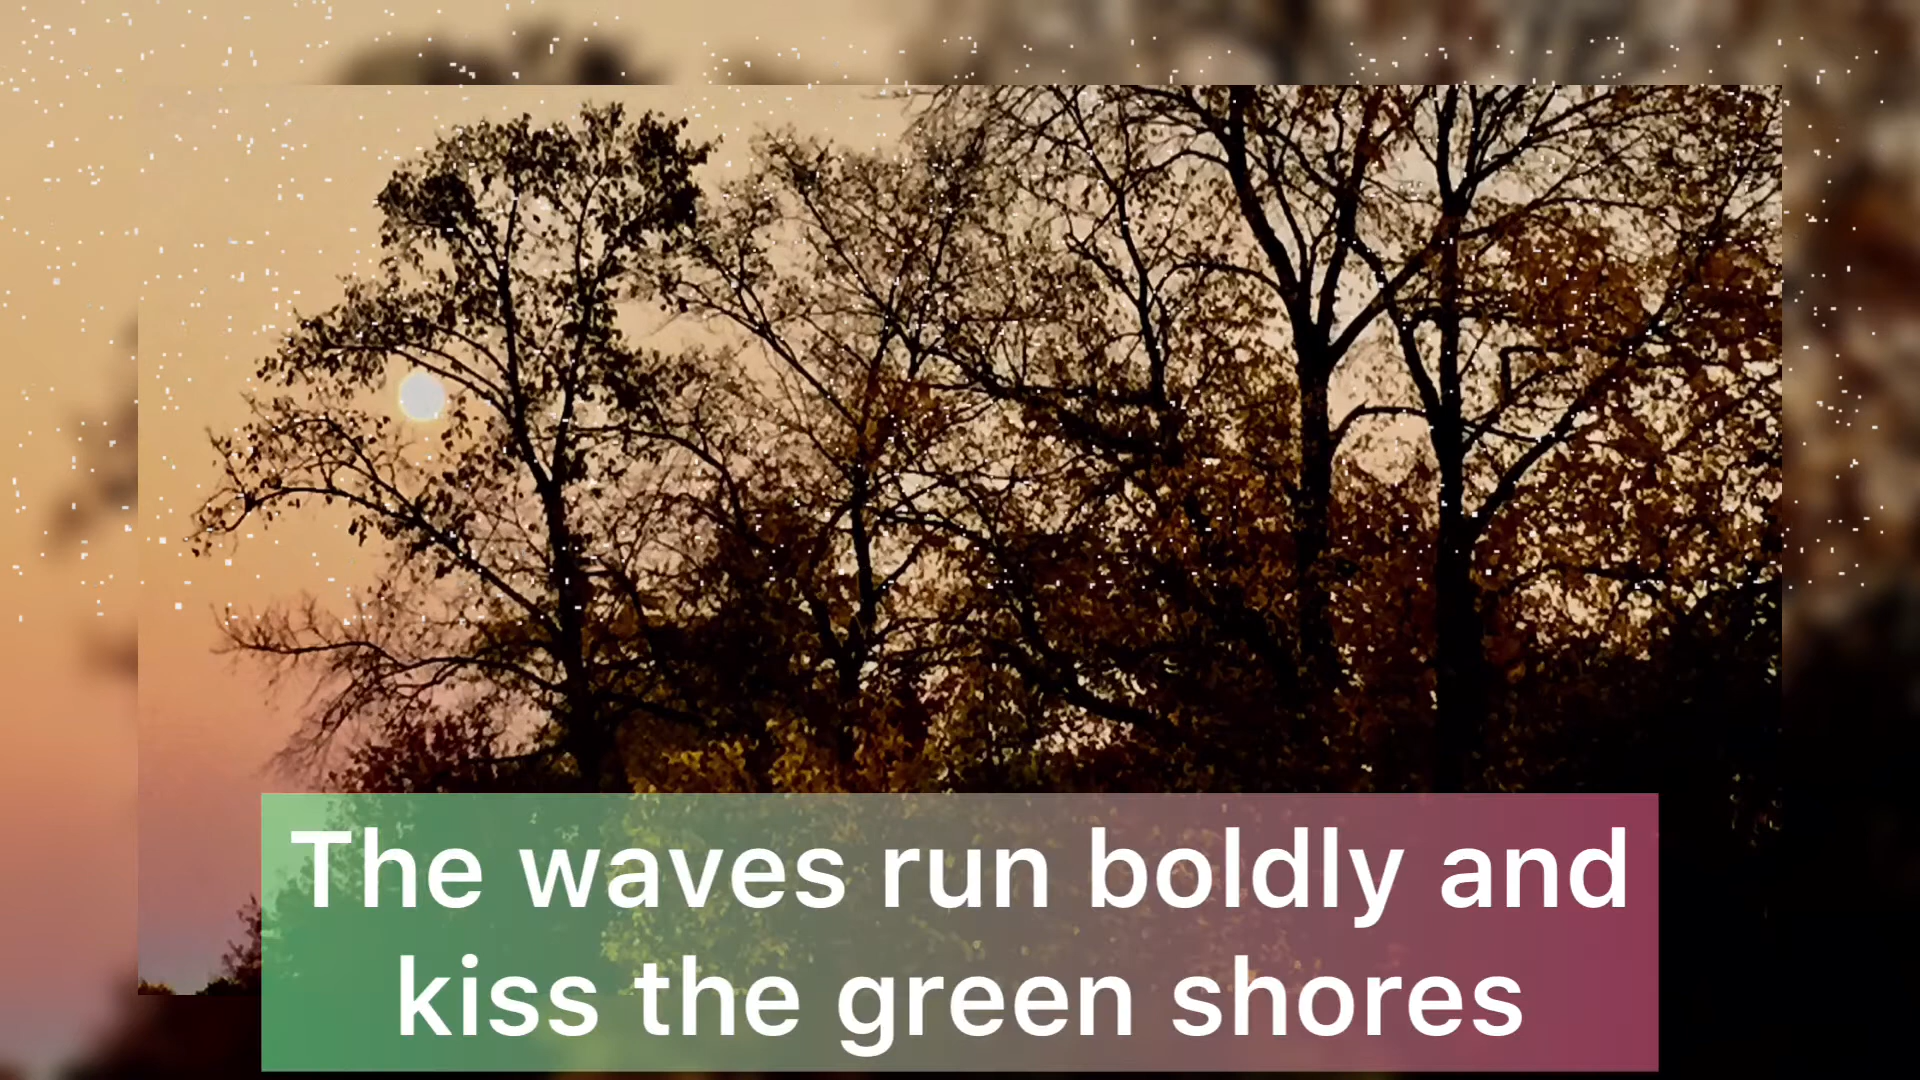 The waves run boldly and
kiss the green shores